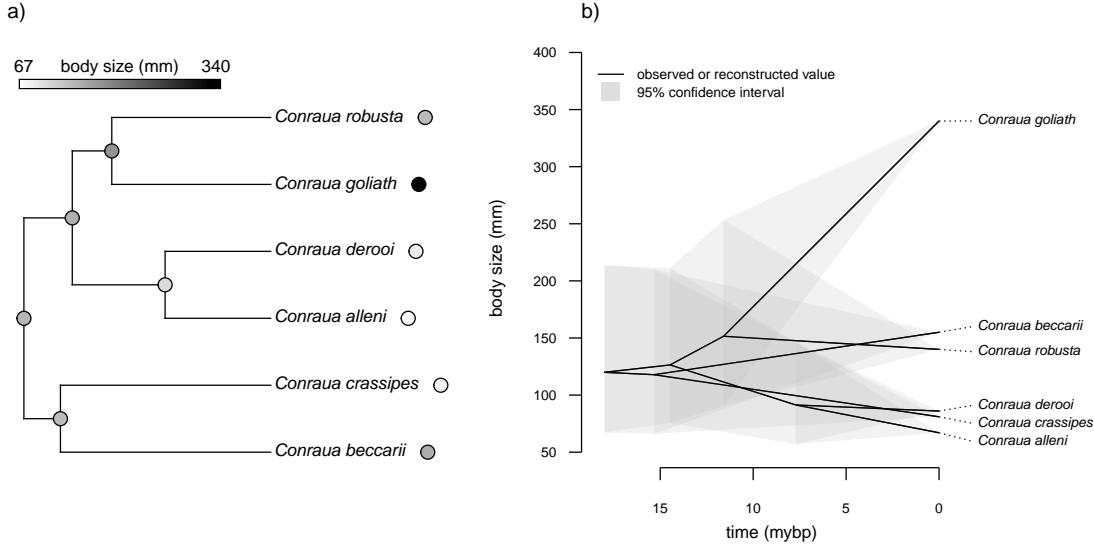 a)
67 body size (mm) 340
Conraua robusta
Conraua goliath
Conraua derooi
Conraua alleni
Conraua crassipes
Conraua beccarii
b)
400
350
300
250
200
150
100
50
body size (mm)
observed or reconstructed value
95% confidence interval
Conraua goliath
Conraua beccarii
Conraua robusta
Conraua derooi
Conraua crassipes
Conraua alleni
15 10 5 0
time (mybp)